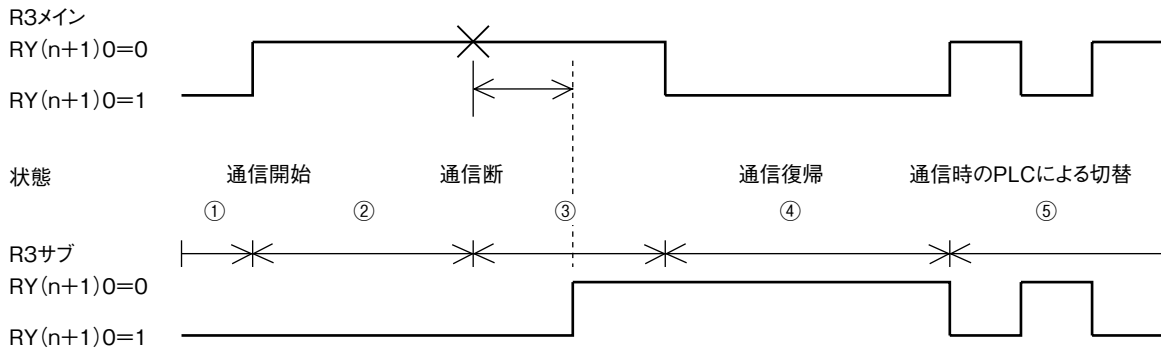 R3メイン
RY(n+1)0=0
RY(n+1)0=1
状態 通信開始 通信断 通信復帰 通信時のPLCによる切替
① ② ③ ④ ⑤
R3サブ
RY(n+1)0=0
RY(n+1)0=1